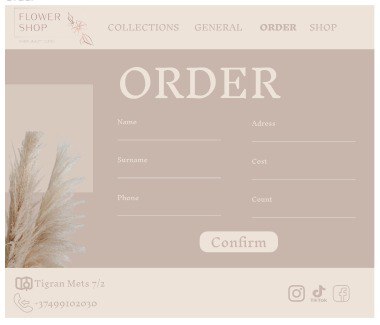 FLOWER
SHOP
COLLECTIONS GENERAL ORDER SHOP
ORDER
Name
Adress
Surname
Cost
Phone
Count
Confirm
Tigran Mets 7/2
+37499102030
TIKTOK